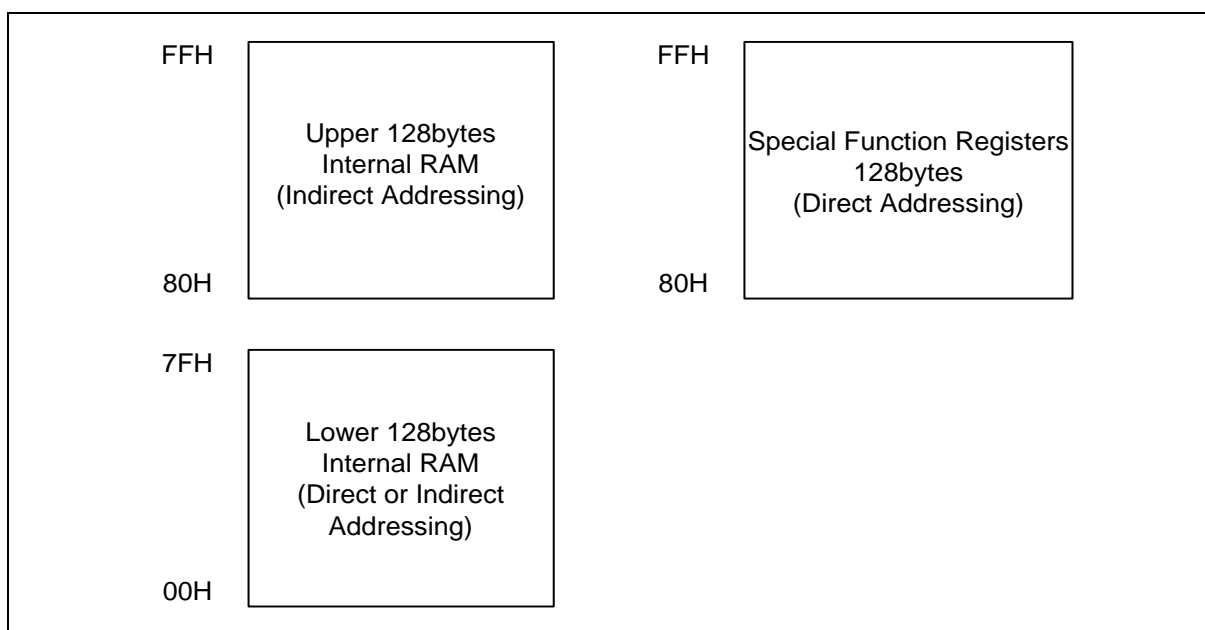 FFH
Upper 128bytes
Internal RAM
(Indirect Addressing)
80H
FFH
Special Function Registers
128bytes
(Direct Addressing)
80H
7FH
Lower 128bytes
Internal RAM
(Direct or Indirect
Addressing)
00H